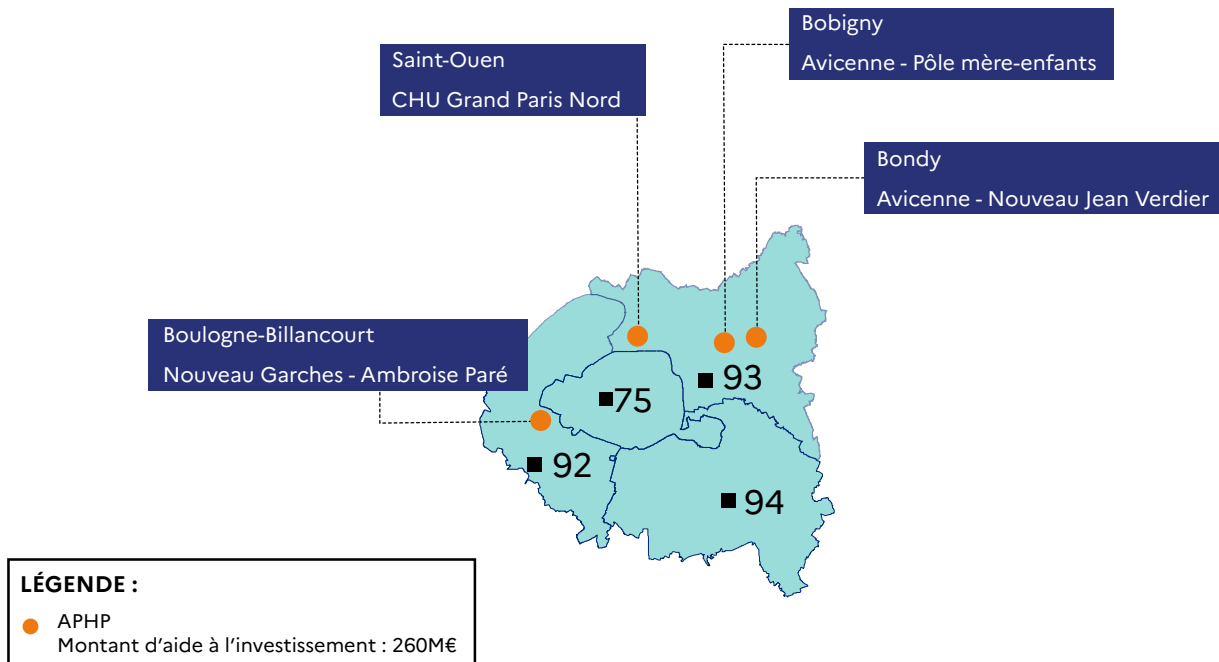 Bobigny
Avicenne - Pôle mère-enfants
Saint-Ouen
CHU Grand Paris Nord
Bondy
Avicenne - Nouveau Jean Verdier
Boulogne-Billancourt
Nouveau Garches - Ambroise Paré
93
75
92
94
LÉGENDE :
APHP
Montant d’aide à l’investissement : 260M€